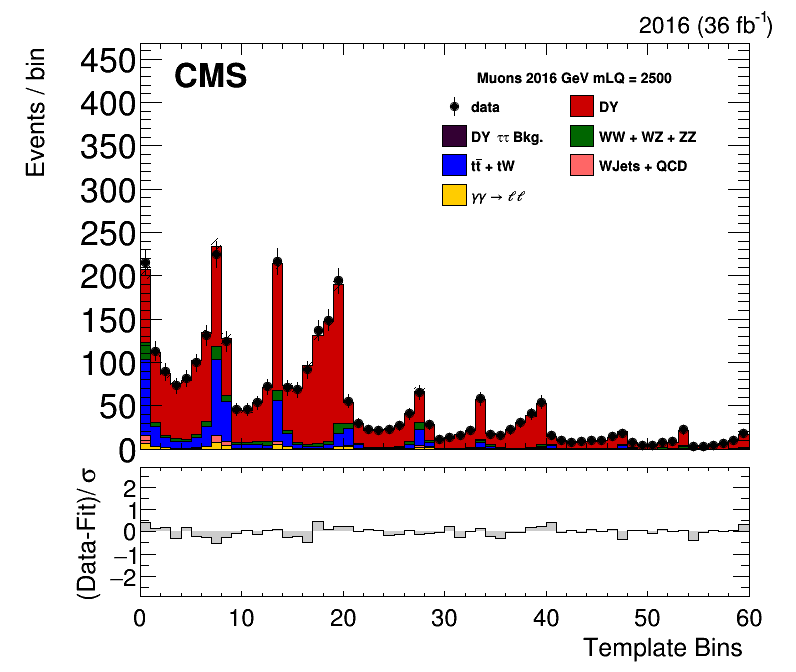 2016 (36 fb⁻¹)
CMS
Muons 2016 GeV mLQ = 2500
data
DY
DY ττ Bkg.
WW + WZ + ZZ
tt̄ + tW
WJets + QCD
γγ → ℓℓ
Events / bin
450
400
350
300
250
200
150
100
50
0
(Data-Fit)/σ
2
1
0
−1
−2
0 10 20 30 40 50 60
Template Bins